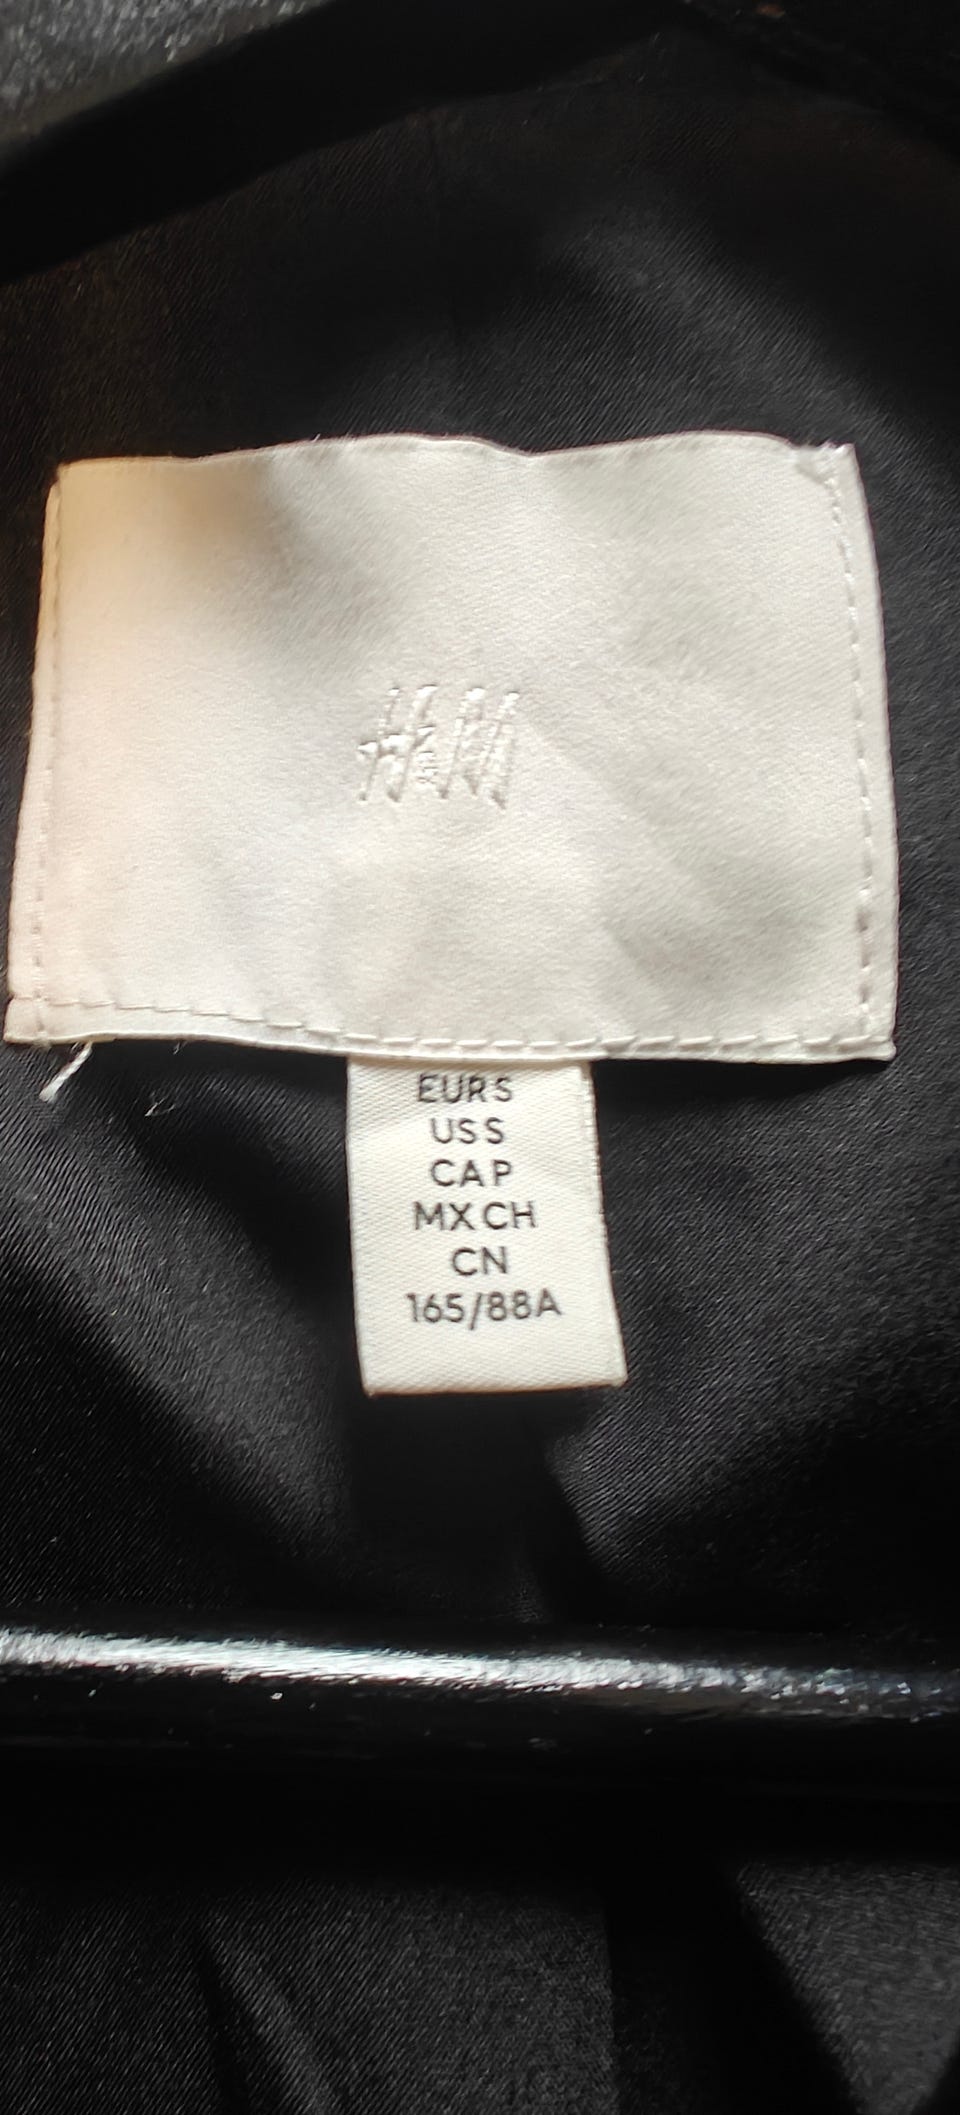 H&M
EUR S
US S
CA P
MX CH
CN
165/88A